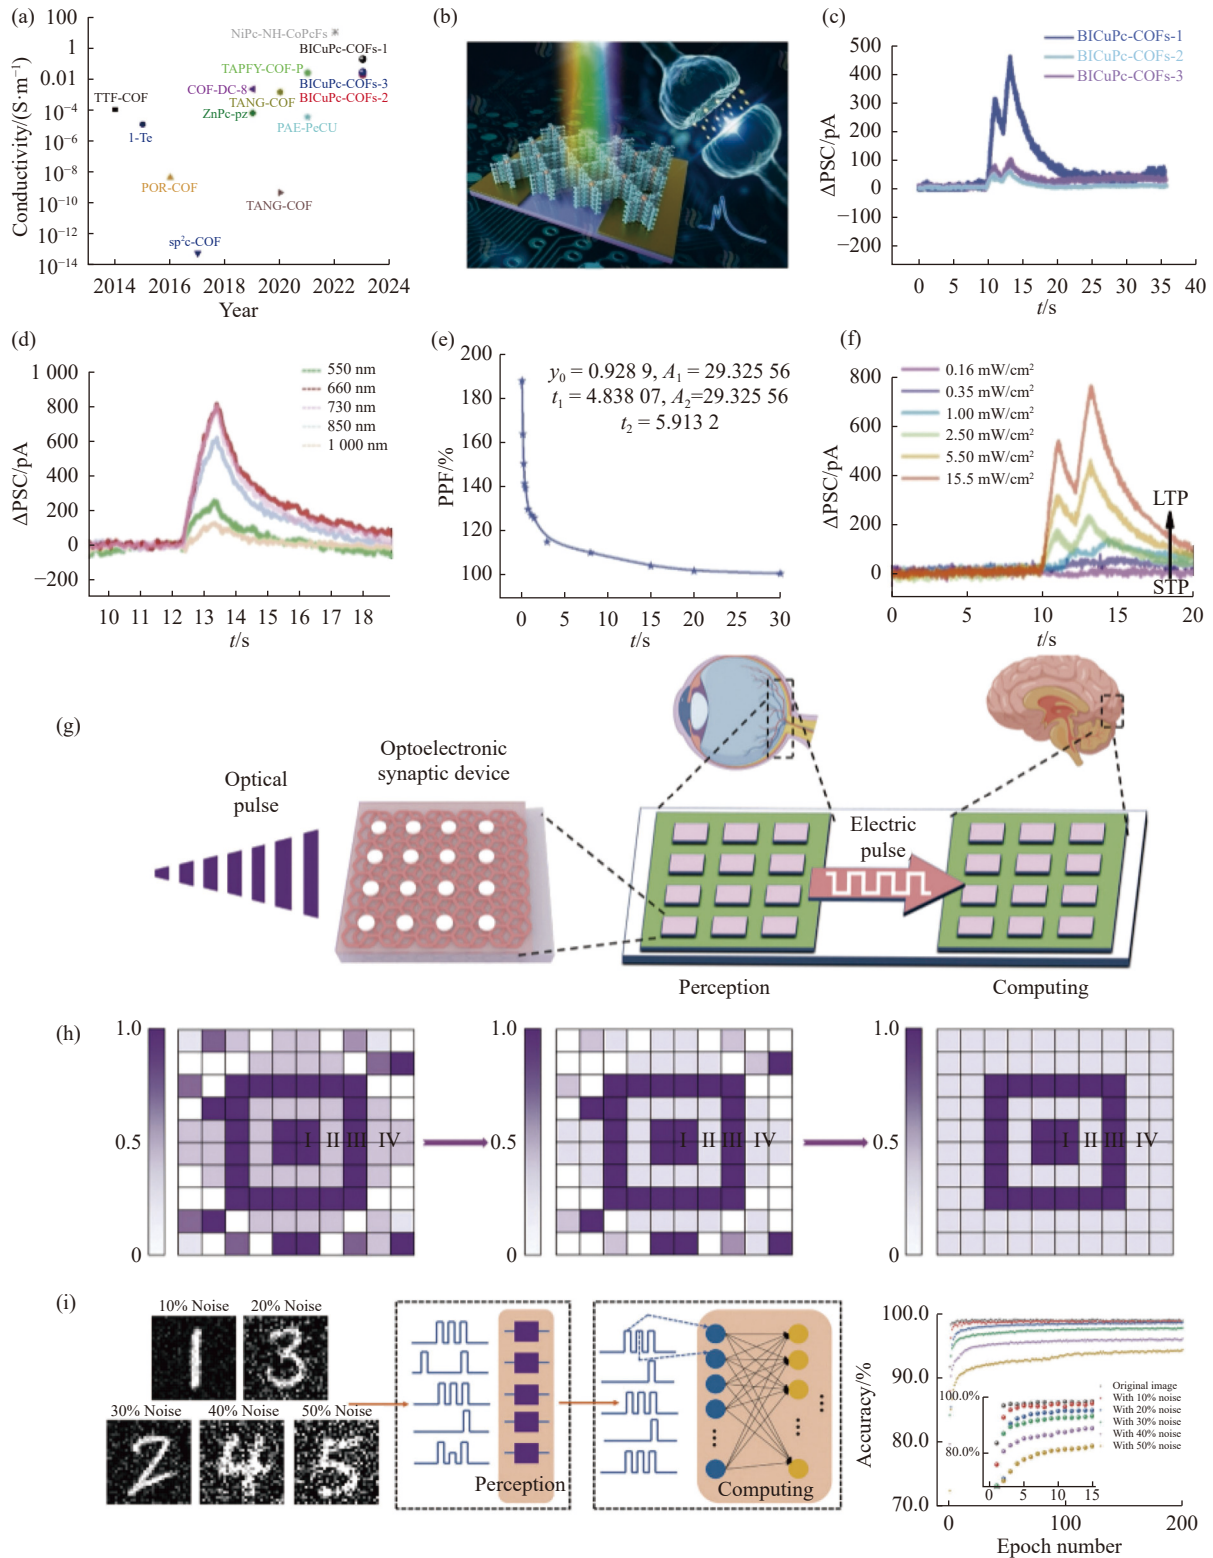 (a)
100
1
0.01
10⁻⁴
10⁻⁶
10⁻⁸
10⁻¹⁰
10⁻¹²
10⁻¹⁴
Conductivity/(S·m⁻¹)
NiPc-NH-CoPcFs
BICuPc-COFs-1
TAPFY-COF-P
COF-DC-8
BICuPc-COFs-3
TTF-COF
TANG-COF
BICuPc-COFs-2
ZnPc-pz
PAE-PcCU
1-Te
POR-COF
TANG-COF
sp²c-COF
2014 2016 2018 2020 2022 2024
Year
(b)
(c)
BICuPc-COFs-1
BICuPc-COFs-2
BICuPc-COFs-3
500
400
300
200
100
0
−100
−200
ΔPSC/pA
0 5 10 15 20 25 30 35 40
t/s
(d)
550 nm
660 nm
730 nm
850 nm
1 000 nm
1 000
800
600
400
200
0
−200
ΔPSC/pA
10 11 12 13 14 15 16 17 18
t/s
(e)
200
180
160
140
120
100
PPF/%
y₀ = 0.928 9, A₁ = 29.325 56
t₁ = 4.838 07, A₂=29.325 56
t₂ = 5.913 2
0 5 10 15 20 25 30
t/s
(f)
0.16 mW/cm²
0.35 mW/cm²
1.00 mW/cm²
2.50 mW/cm²
5.50 mW/cm²
15.5 mW/cm²
800
600
400
200
0
ΔPSC/pA
LTP
STP
0 5 10 15 20
t/s
(g)
Optical
pulse
Optoelectronic
synaptic device
Electric
pulse
Perception
Computing
(h)
1.0
0.5
0
I II III IV
1.0
0.5
0
I II III IV
1.0
0.5
0
I II III IV
(i)
10% Noise 20% Noise
30% Noise 40% Noise 50% Noise
Perception
Computing
100.0
90.0
80.0
70.0
Accuracy/%
100.0%
80.0%
0 5 10 15
Original image
With 10% noise
With 20% noise
With 30% noise
With 40% noise
With 50% noise
0 100 200
Epoch number